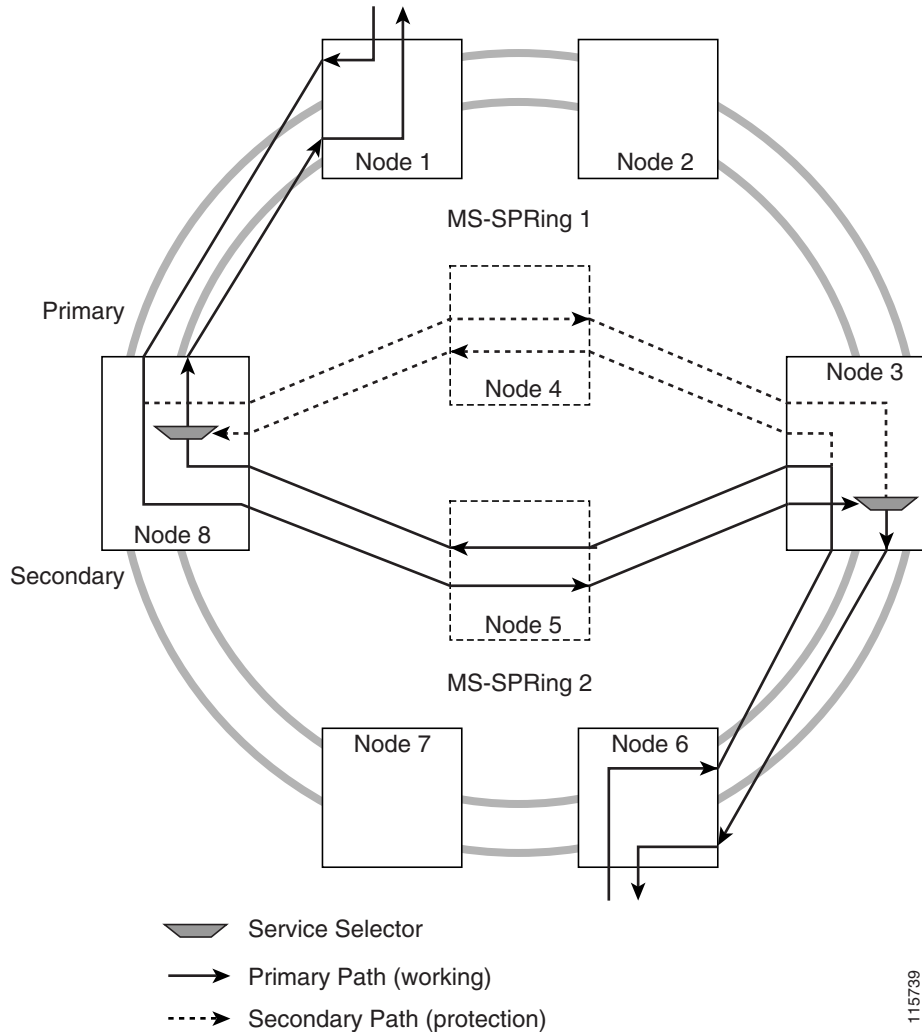 Node 1
Node 2
MS-SPRing 1
Primary
Node 4
Node 3
Node 8
Secondary
Node 5
MS-SPRing 2
Node 7
Node 6
Service Selector
Primary Path (working)
Secondary Path (protection)
115739